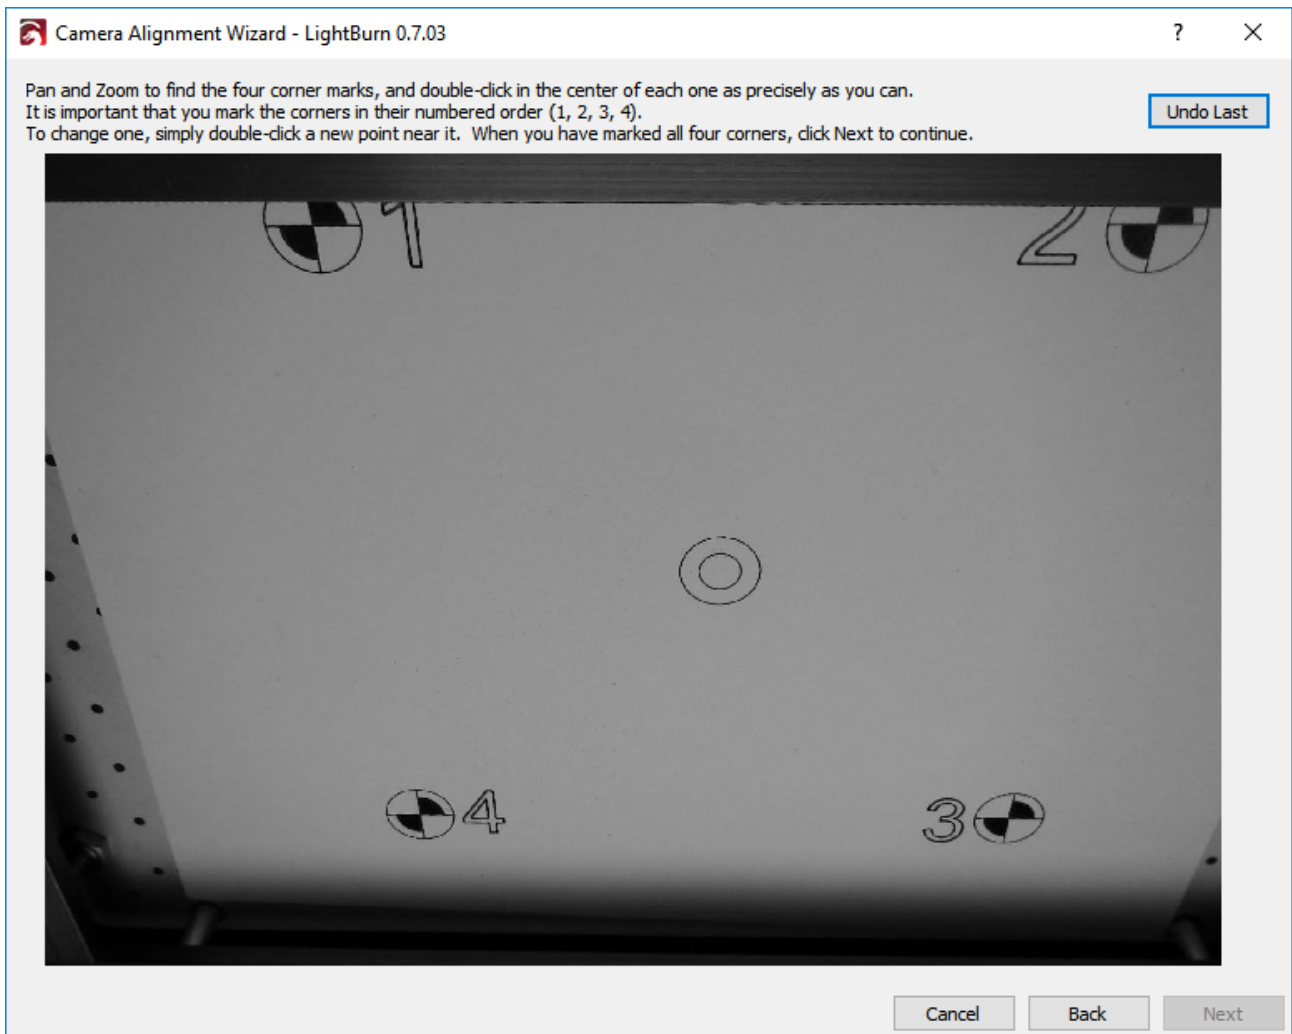 Camera Alignment Wizard - LightBurn 0.7.03
?
Pan and Zoom to find the four corner marks, and double-click in the center of each one as precisely as you can.
It is important that you mark the corners in their numbered order (1, 2, 3, 4).
To change one, simply double-click a new point near it. When you have marked all four corners, click Next to continue.
Undo Last
1 2
4 3
Cancel Back Next